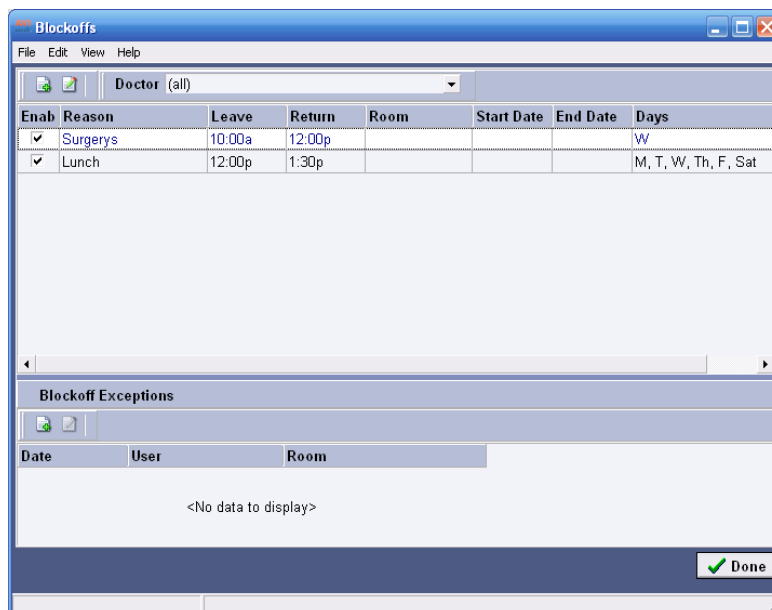 Blockoffs
File Edit View Help
Doctor (all)
Enab Reason Leave Return Room Start Date End Date Days
Surgerys 10:00a 12:00p W
Lunch 12:00p 1:30p M, T, W, Th, F, Sat
Blockoff Exceptions
Date User Room
<No data to display>
Done